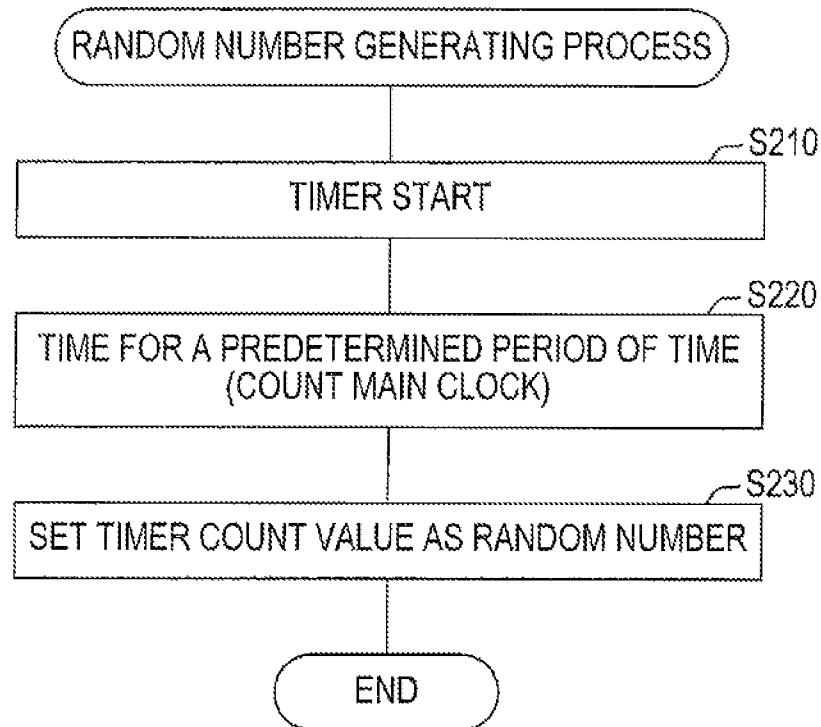 RANDOM NUMBER GENERATING PROCESS
S210
TIMER START
S220
TIME FOR A PREDETERMINED PERIOD OF TIME
(COUNT MAIN CLOCK)
S230
SET TIMER COUNT VALUE AS RANDOM NUMBER
END